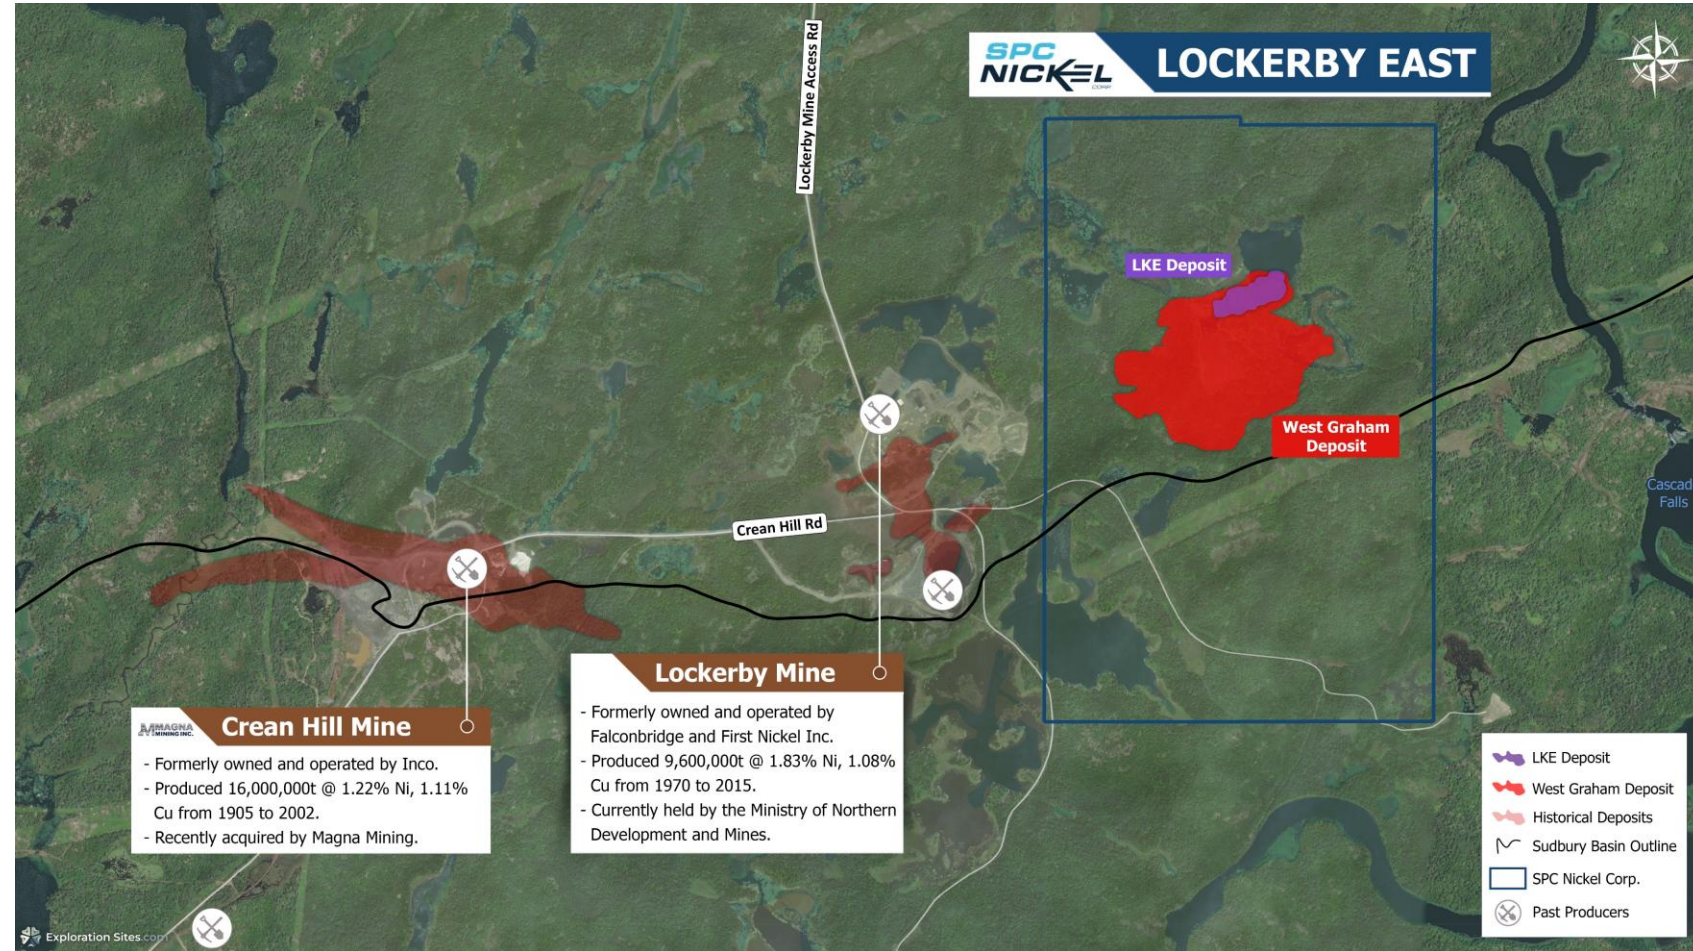 SPC
NICKEL
CORP
LOCKERBY EAST
Lockerby Mine Access Rd
LKE Deposit
West Graham
Deposit
Crean Hill Rd
Cascad
Falls
Lockerby Mine
- Formerly owned and operated by
Falconbridge and First Nickel Inc.
- Produced 9,600,000t @ 1.83% Ni, 1.08%
Cu from 1970 to 2015.
- Currently held by the Ministry of Northern
Development and Mines.
MAGNA
MINING INC.
Crean Hill Mine
- Formerly owned and operated by Inco.
- Produced 16,000,000t @ 1.22% Ni, 1.11%
Cu from 1905 to 2002.
- Recently acquired by Magna Mining.
LKE Deposit
West Graham Deposit
Historical Deposits
Sudbury Basin Outline
SPC Nickel Corp.
Past Producers
Exploration Sites.com